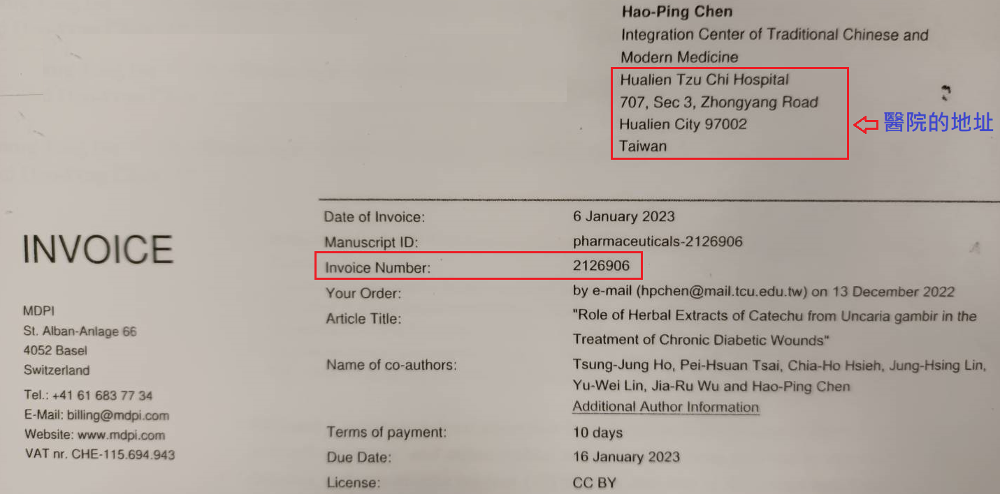 Hao-Ping Chen
Integration Center of Traditional Chinese and
Modern Medicine
Hualien Tzu Chi Hospital
707, Sec 3, Zhongyang Road
Hualien City 97002
Taiwan
醫院的地址
INVOICE
MDPI
St. Alban-Anlage 66
4052 Basel
Switzerland
Tel.: +41 61 683 77 34
E-Mail: billing@mdpi.com
Website: www.mdpi.com
VAT nr. CHE-115.694.943
Date of Invoice: 6 January 2023
Manuscript ID: pharmaceuticals-2126906
Invoice Number: 2126906
Your Order: by e-mail (hpchen@mail.tcu.edu.tw) on 13 December 2022
Article Title: "Role of Herbal Extracts of Catechu from Uncaria gambir in the
Treatment of Chronic Diabetic Wounds"
Name of co-authors: Tsung-Jung Ho, Pei-Hsuan Tsai, Chia-Ho Hsieh, Jung-Hsing Lin,
Yu-Wei Lin, Jia-Ru Wu and Hao-Ping Chen
Additional Author Information
Terms of payment: 10 days
Due Date: 16 January 2023
License: CC BY